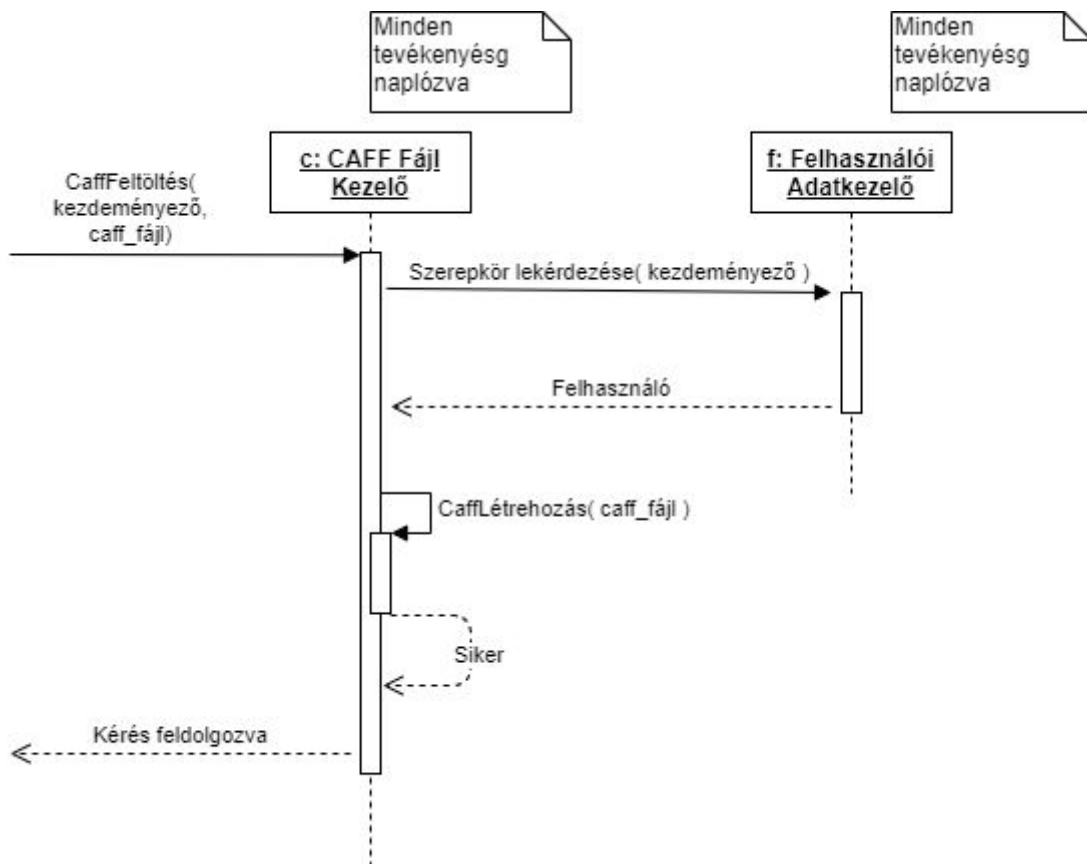 Minden
tevékenyésg
naplózva
Minden
tevékenyésg
naplózva
c: CAFF Fájl
Kezelő
f: Felhasználói
Adatkezelő
CaffFeltöltés(
kezdeményező,
caff_fájl)
Szerepkör lekérdezése( kezdeményező )
Felhasználó
CaffLétrehozás( caff_fájl )
Siker
Kérés feldolgozva